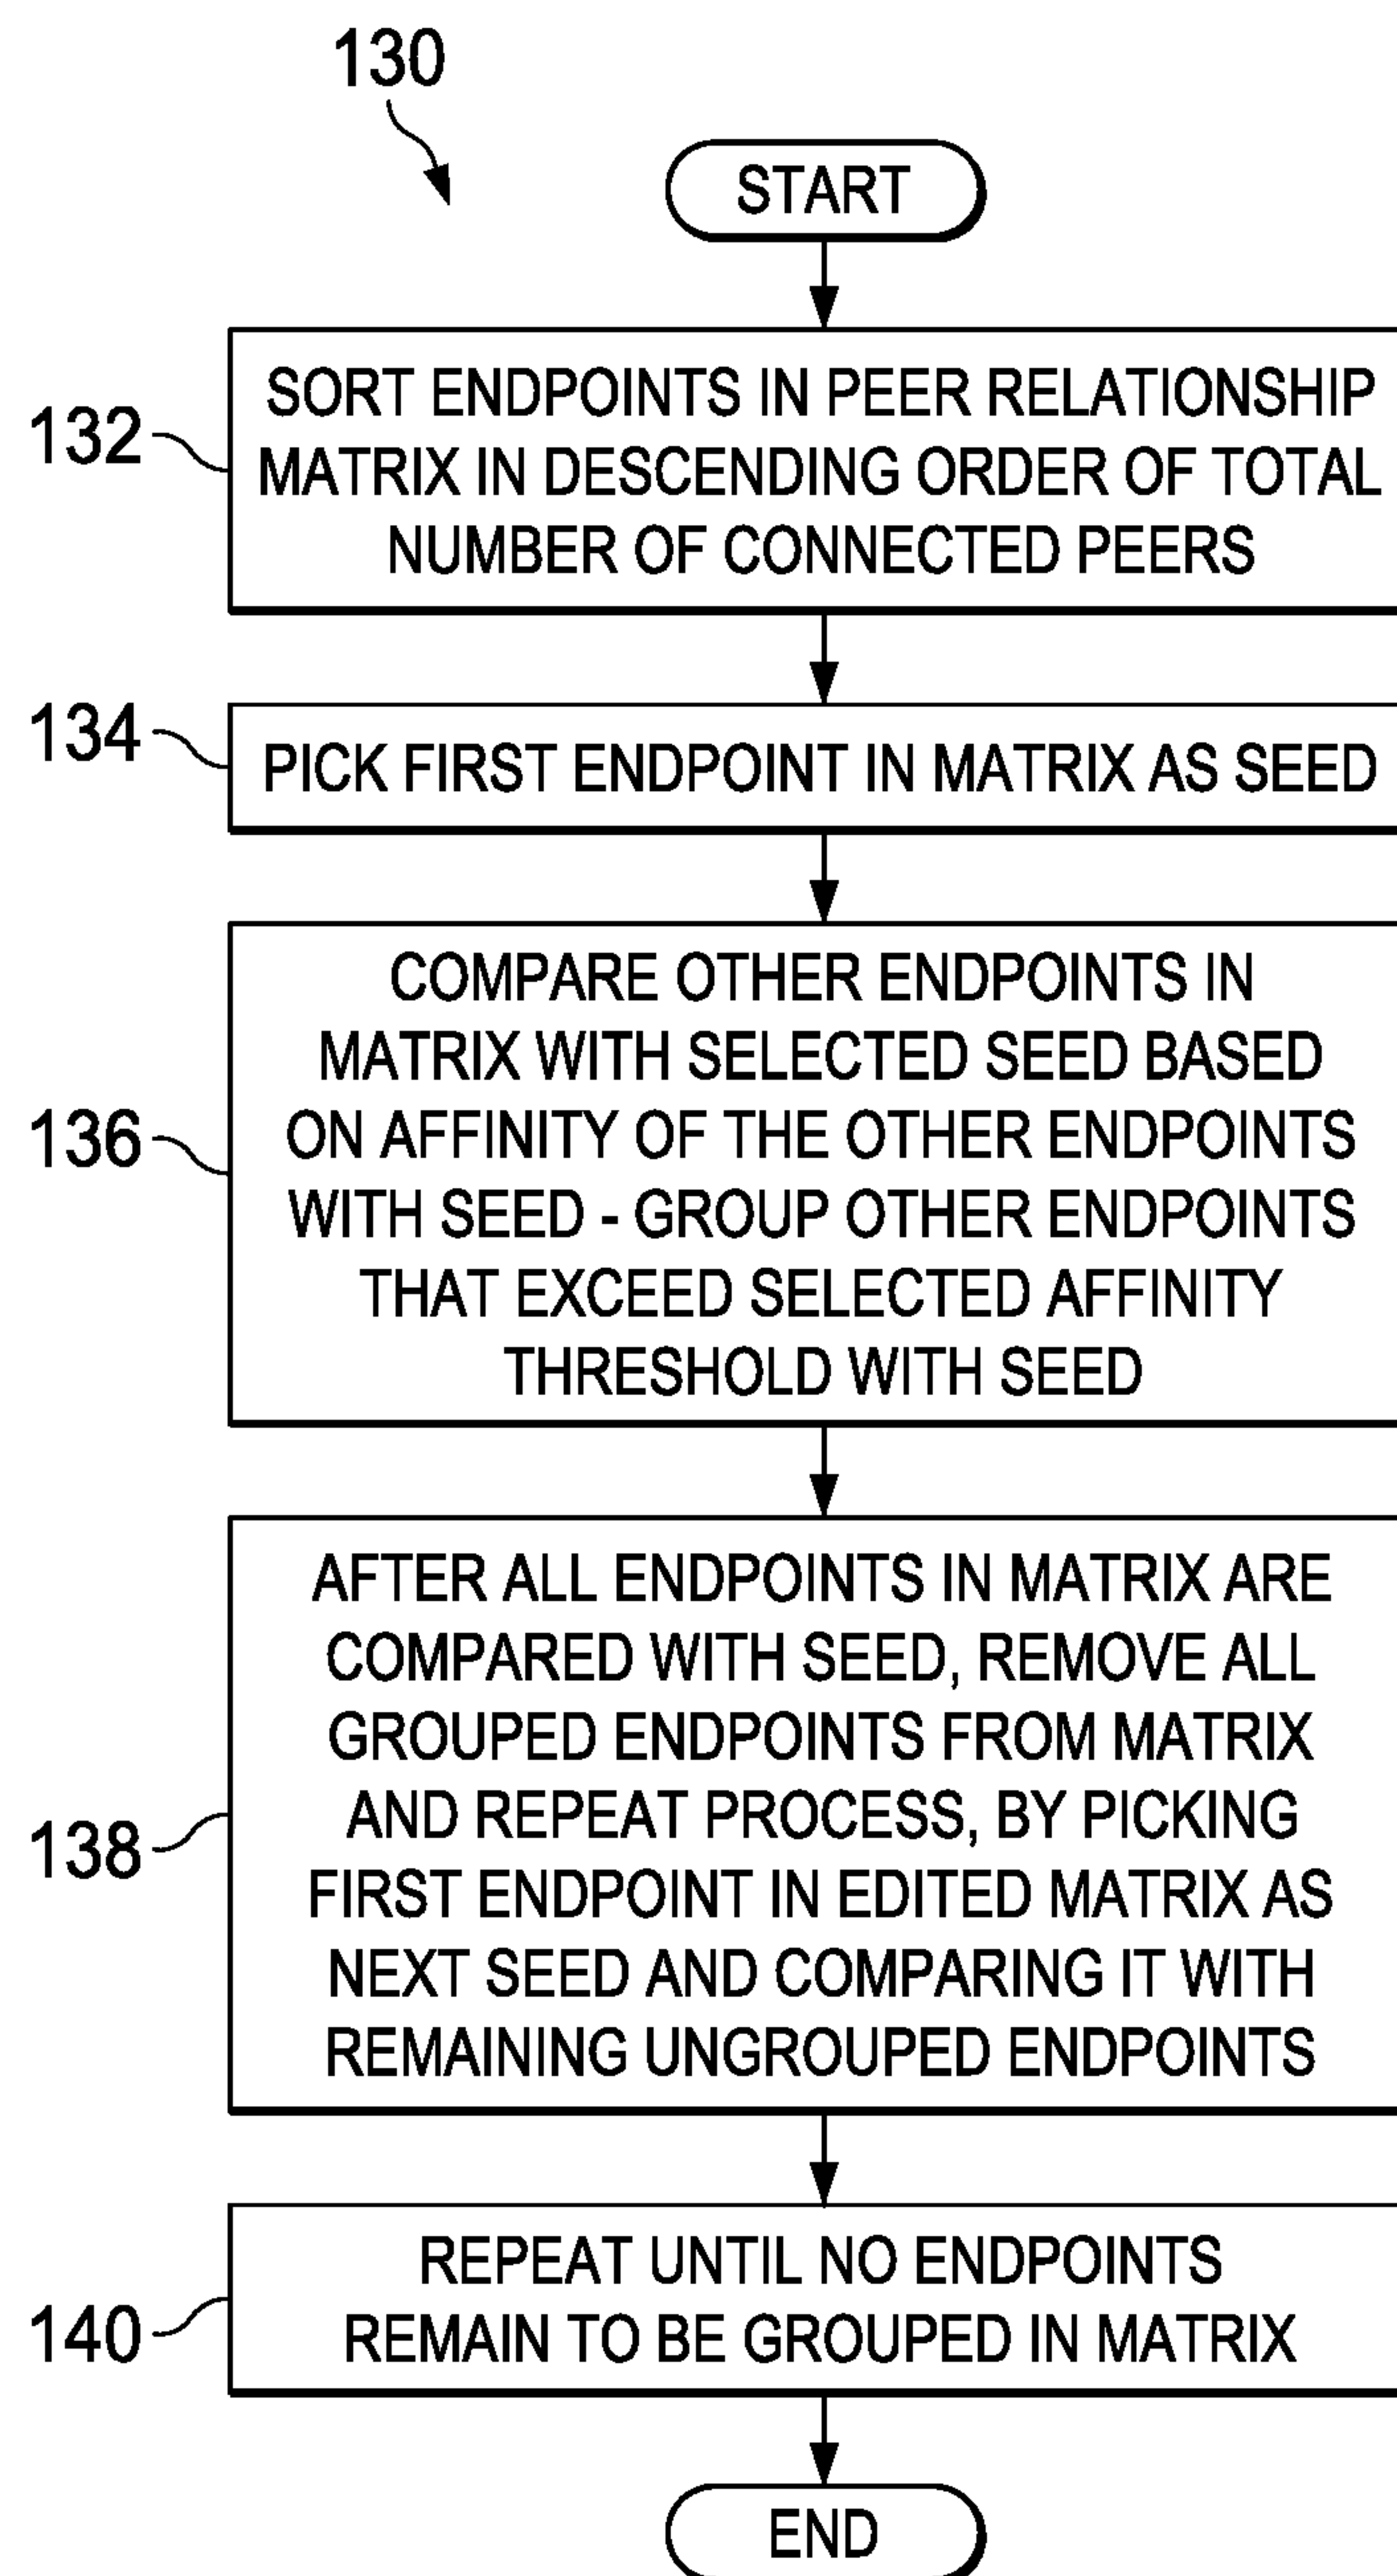 130
START
132
SORT ENDPOINTS IN PEER RELATIONSHIP
MATRIX IN DESCENDING ORDER OF TOTAL
NUMBER OF CONNECTED PEERS
134
PICK FIRST ENDPOINT IN MATRIX AS SEED
136
COMPARE OTHER ENDPOINTS IN
MATRIX WITH SELECTED SEED BASED
ON AFFINITY OF THE OTHER ENDPOINTS
WITH SEED - GROUP OTHER ENDPOINTS
THAT EXCEED SELECTED AFFINITY
THRESHOLD WITH SEED
138
AFTER ALL ENDPOINTS IN MATRIX ARE
COMPARED WITH SEED, REMOVE ALL
GROUPED ENDPOINTS FROM MATRIX
AND REPEAT PROCESS, BY PICKING
FIRST ENDPOINT IN EDITED MATRIX AS
NEXT SEED AND COMPARING IT WITH
REMAINING UNGROUPED ENDPOINTS
140
REPEAT UNTIL NO ENDPOINTS
REMAIN TO BE GROUPED IN MATRIX
END